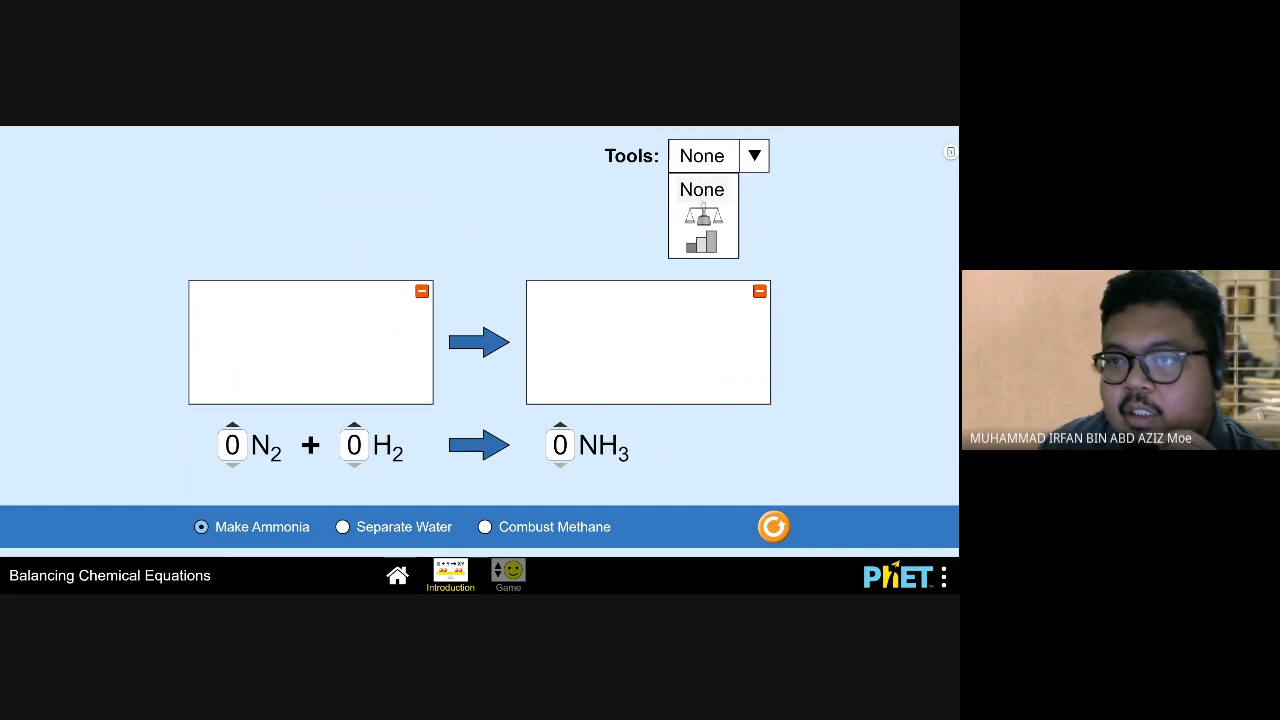 Tools: None
None
0 N2 + 0 H2 0 NH3
Make Ammonia Separate Water Combust Methane
MUHAMMAD IRFAN BIN ABD AZIZ Moe
Balancing Chemical Equations
X + Y → XY
Introduction
Game
PhET